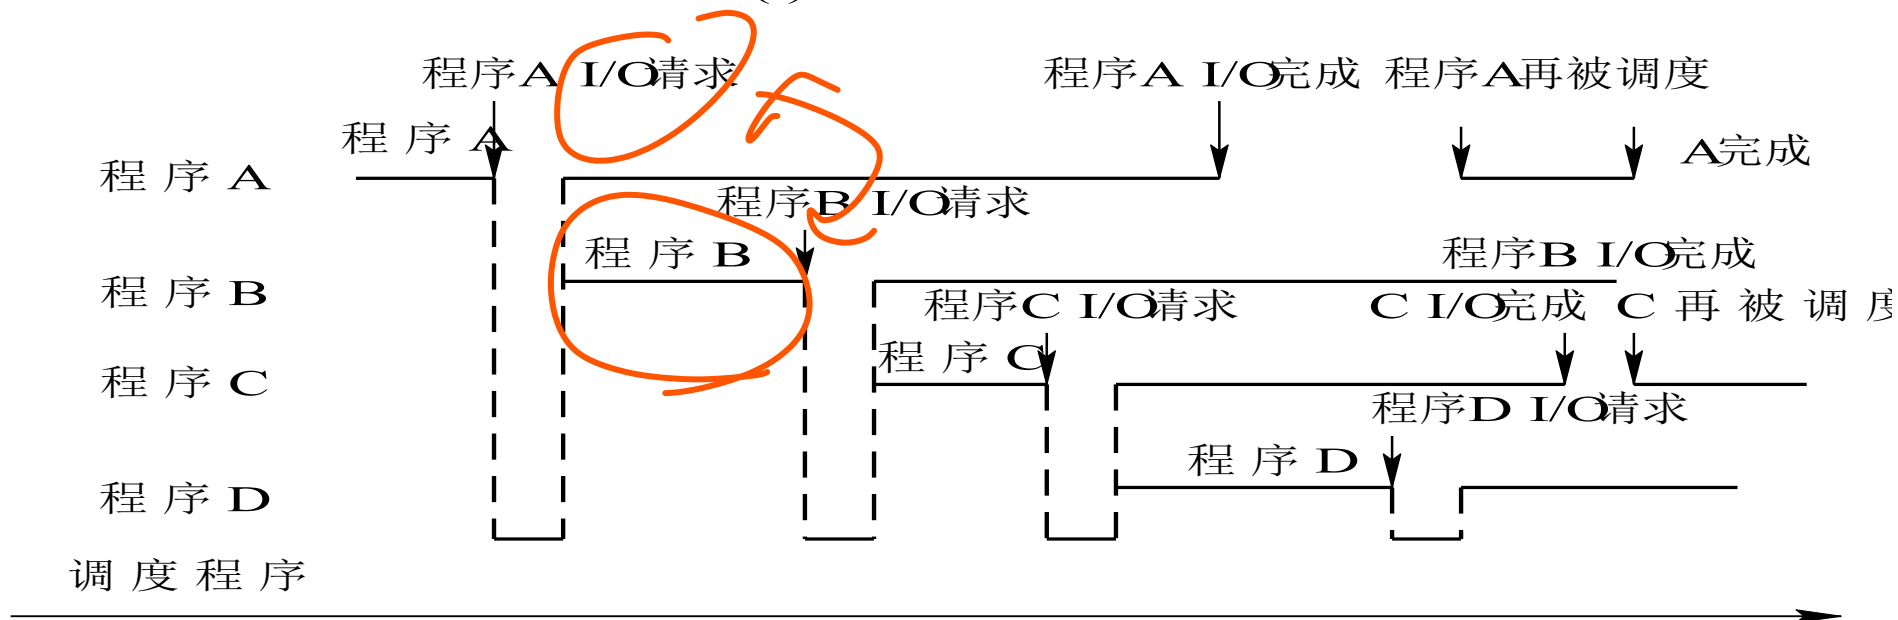 程序A I/O请求 程序A I/O完成 程序A再被调度
程序A A完成
程序A
程序B I/O请求
程序B 程序B I/O完成
程序B
程序C I/O请求 C I/O完成 C再被调度
程序C
程序C
程序D I/O请求
程序D
程序D
调度程序